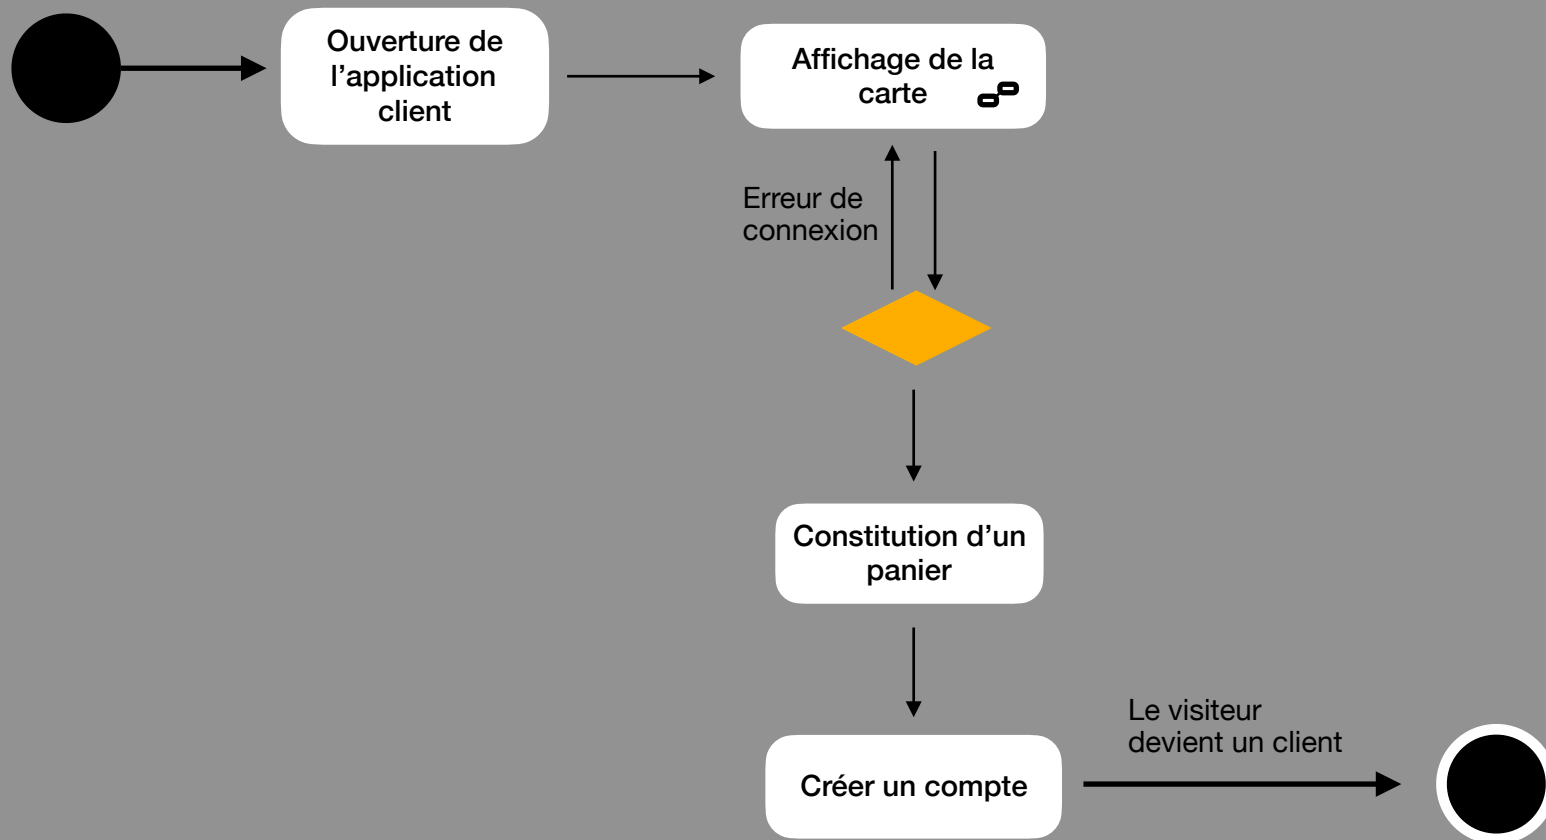 Ouverture de
l’application
client
Affichage de la
carte
Erreur de
connexion
Constitution d’un
panier
Créer un compte
Le visiteur
devient un client